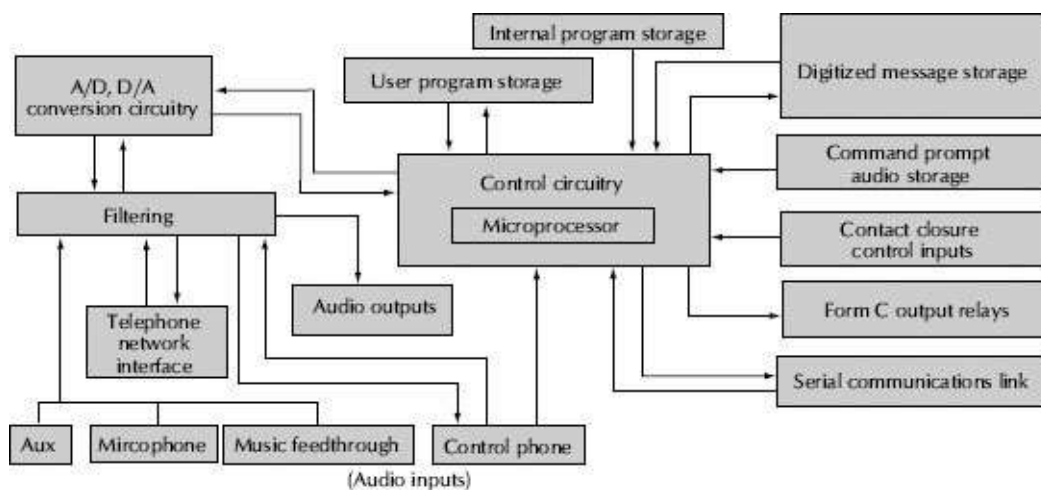 Internal program storage
User program storage
A/D, D/A
conversion circuitry
Digitized message storage
Command prompt
audio storage
Control circuitry
Microprocessor
Filtering
Contact closure
control inputs
Audio outputs
Form C output relays
Telephone
network
interface
Serial communications link
Aux
Mircophone
Music feedthrough
Control phone
(Audio inputs)